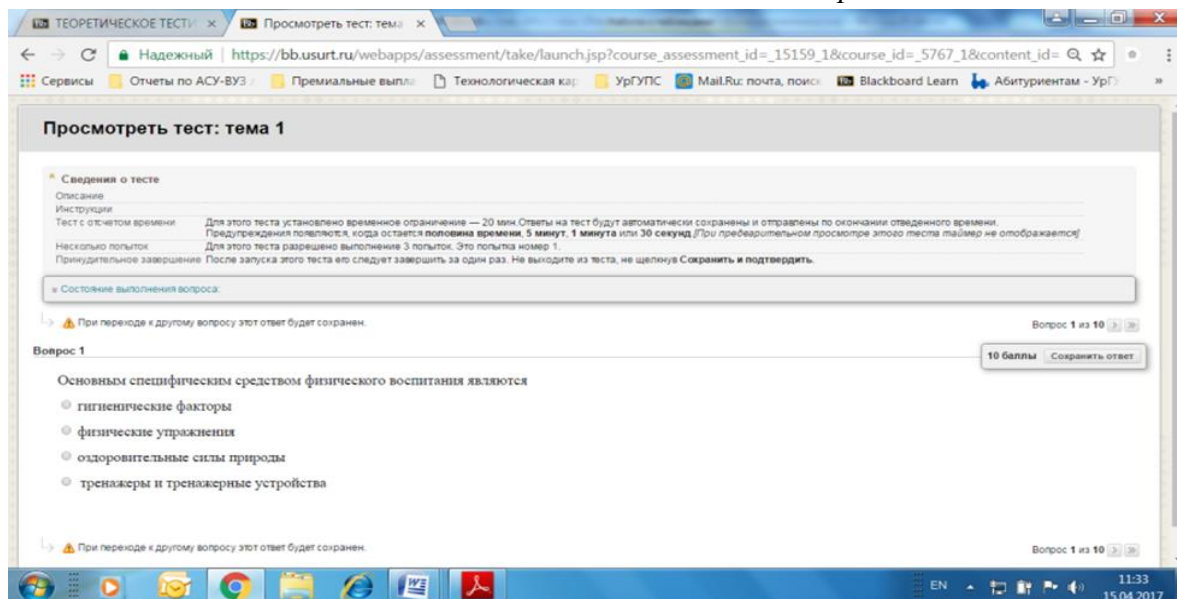 ТЕОРЕТИЧЕСКОЕ ТЕСТИ
Просмотреть тест: тема
Надежный | https://bb.usurt.ru/webapps/assessment/take/launch.jsp?course_assessment_id=_15159_1&course_id=_5767_1&content_id=
Сервисы Отчеты по АСУ-ВУЗ Премиальные выпла Технологическая кар УрГУПС Mail.Ru: почта, поиск Blackboard Learn Абитуриентам - УрГ »
Просмотреть тест: тема 1
Сведения о тесте
Описание
Инструкции
Тест с отсчетом времени Для этого теста установлено временное ограничение — 20 мин.Ответы на тест будут автоматически сохранены и отправлены по окончании отведенного времени.
Предупреждения появляются, когда остается половина времени, 5 минут, 1 минута или 30 секунд.[При предварительном просмотре этого теста таймер не отображается]
Несколько попыток Для этого теста разрешено выполнение 3 попыток. Это попытка номер 1.
Принудительное завершение После запуска этого теста его следует завершить за один раз. Не выходите из теста, не щелкнув Сохранить и подтвердить.
Состояние выполнения вопроса:
При переходе к другому вопросу этот ответ будет сохранен.
Вопрос 1 из 10
Вопрос 1
10 баллы Сохранить ответ
Основным специфическим средством физического воспитания являются
гигиенические факторы
физические упражнения
оздоровительные силы природы
тренажеры и тренажерные устройства
При переходе к другому вопросу этот ответ будет сохранен.
Вопрос 1 из 10
EN
11:33
15.04.2017